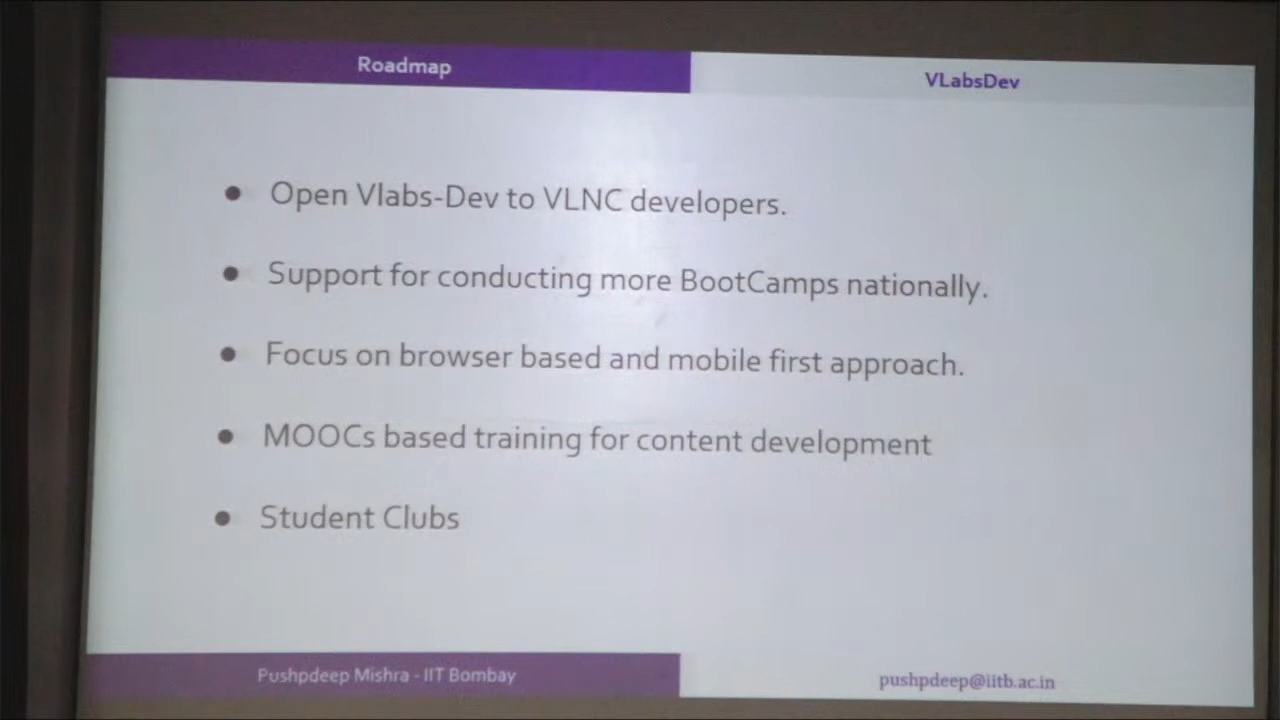 Roadmap
VLabsDev
● Open Vlabs-Dev to VLNC developers.
● Support for conducting more BootCamps nationally.
● Focus on browser based and mobile first approach.
● MOOCs based training for content development
● Student Clubs
Pushpdeep Mishra - IIT Bombay
pushpdeep@iitb.ac.in